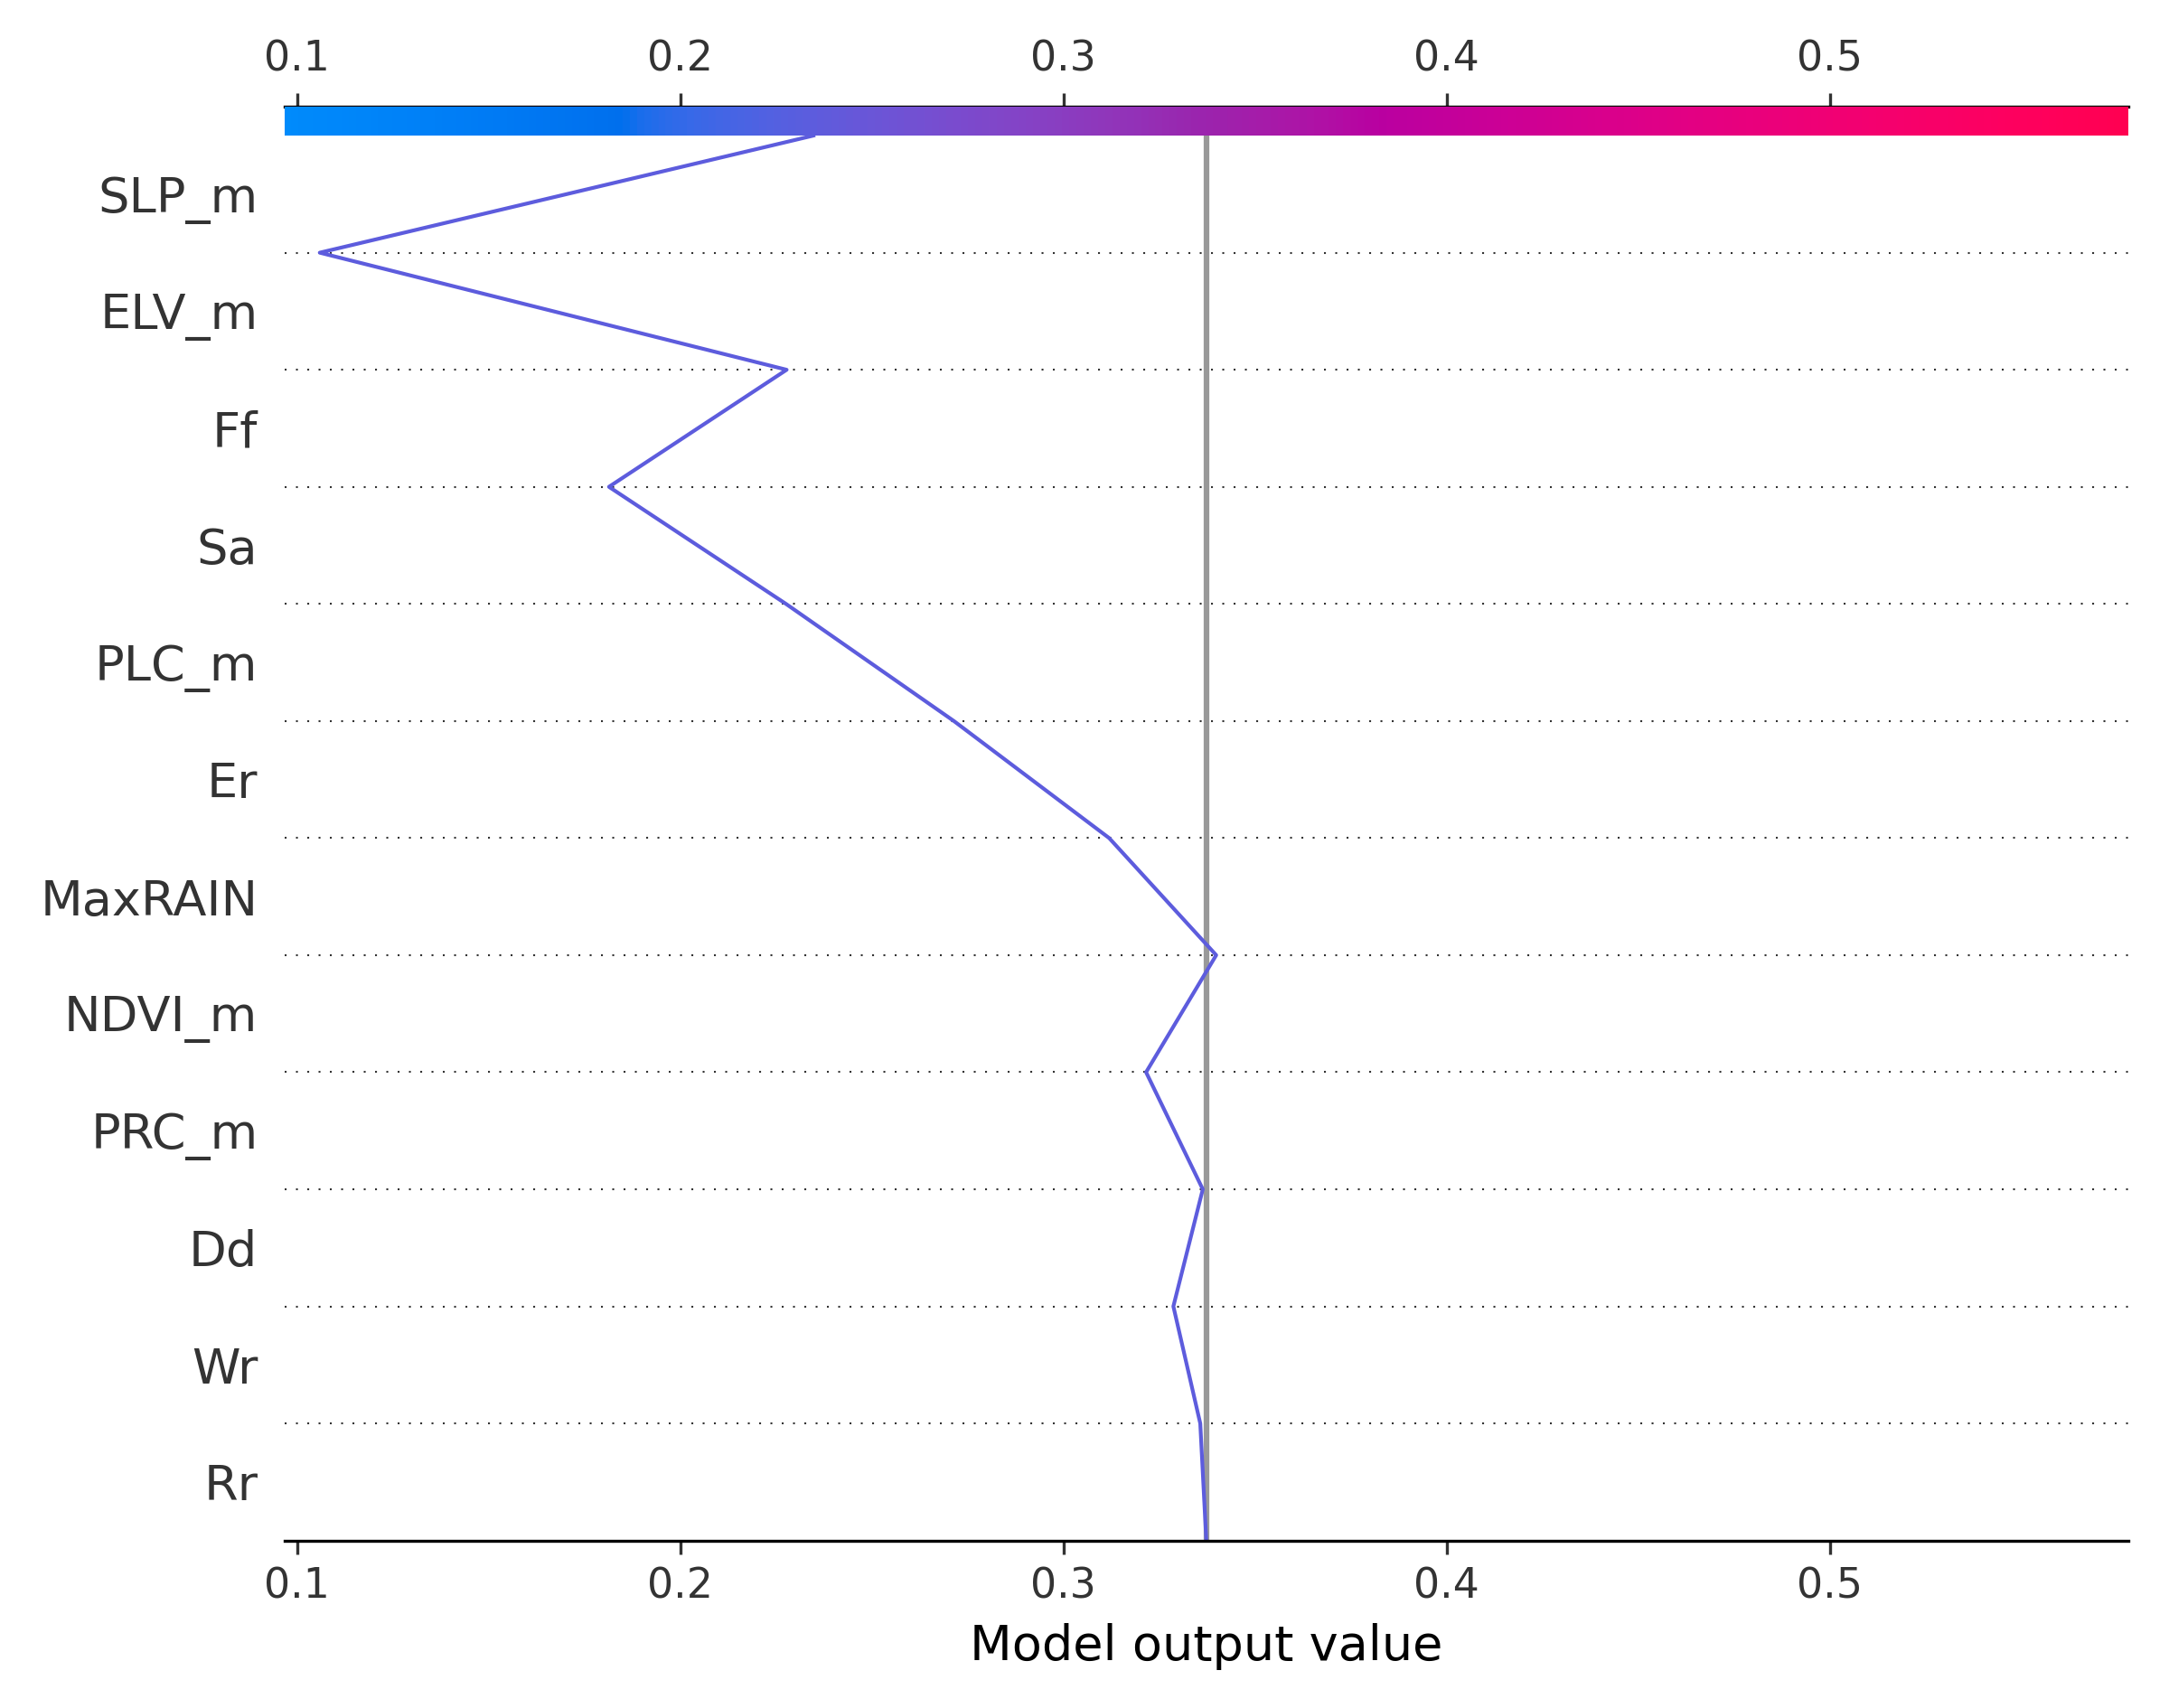 0.1 0.2 0.3 0.4 0.5
SLP_m
ELV_m
Ff
Sa
PLC_m
Er
MaxRAIN
NDVI_m
PRC_m
Dd
Wr
Rr
0.1 0.2 0.3 0.4 0.5
Model output value